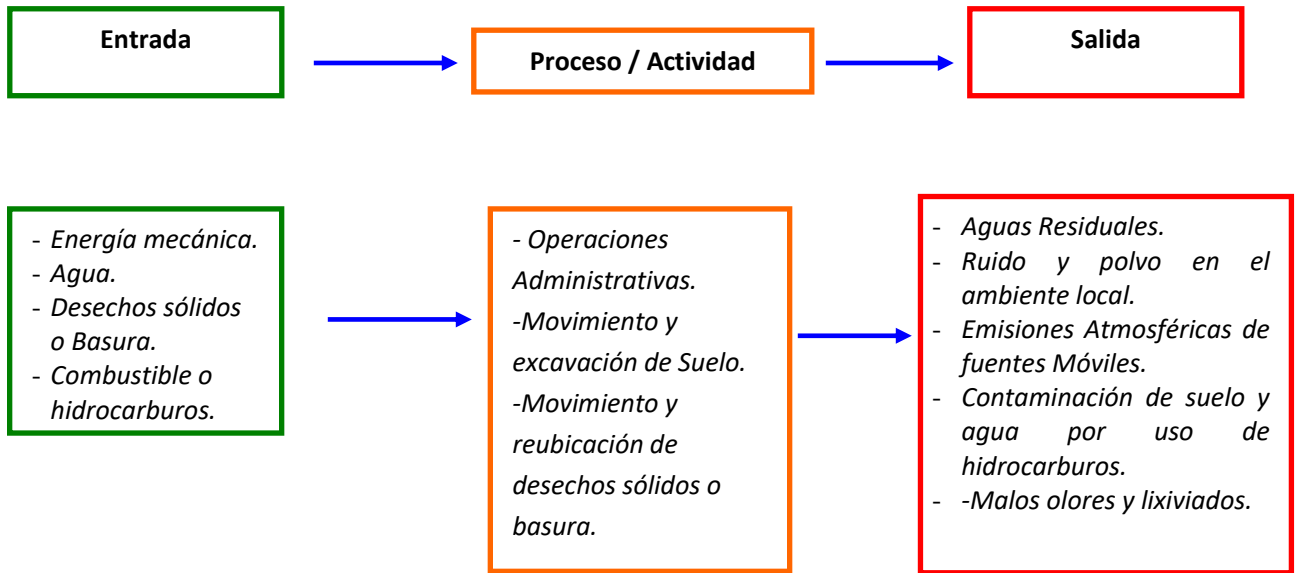 Entrada
Proceso / Actividad
Salida
- Energía mecánica.
- Agua.
- Desechos sólidos
o Basura.
- Combustible o
hidrocarburos.
- Operaciones
Administrativas.
-Movimiento y
excavación de Suelo.
-Movimiento y
reubicación de
desechos sólidos o
basura.
- Aguas Residuales.
- Ruido y polvo en el
ambiente local.
- Emisiones Atmosféricas de
fuentes Móviles.
- Contaminación de suelo y
agua por uso de
hidrocarburos.
- -Malos olores y lixiviados.